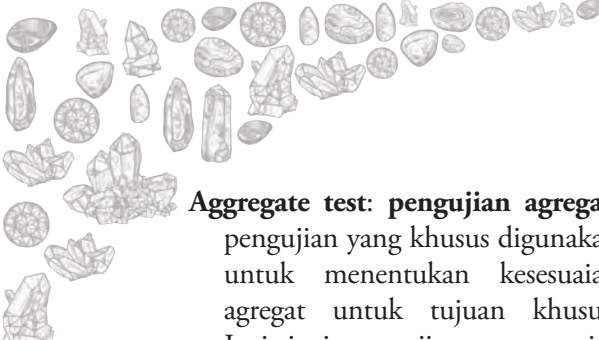 Aggregate test: pengujian agrega
pengujian yang khusus digunaka
untuk menentukan kesesuaia
agregat untuk tujuan khusu